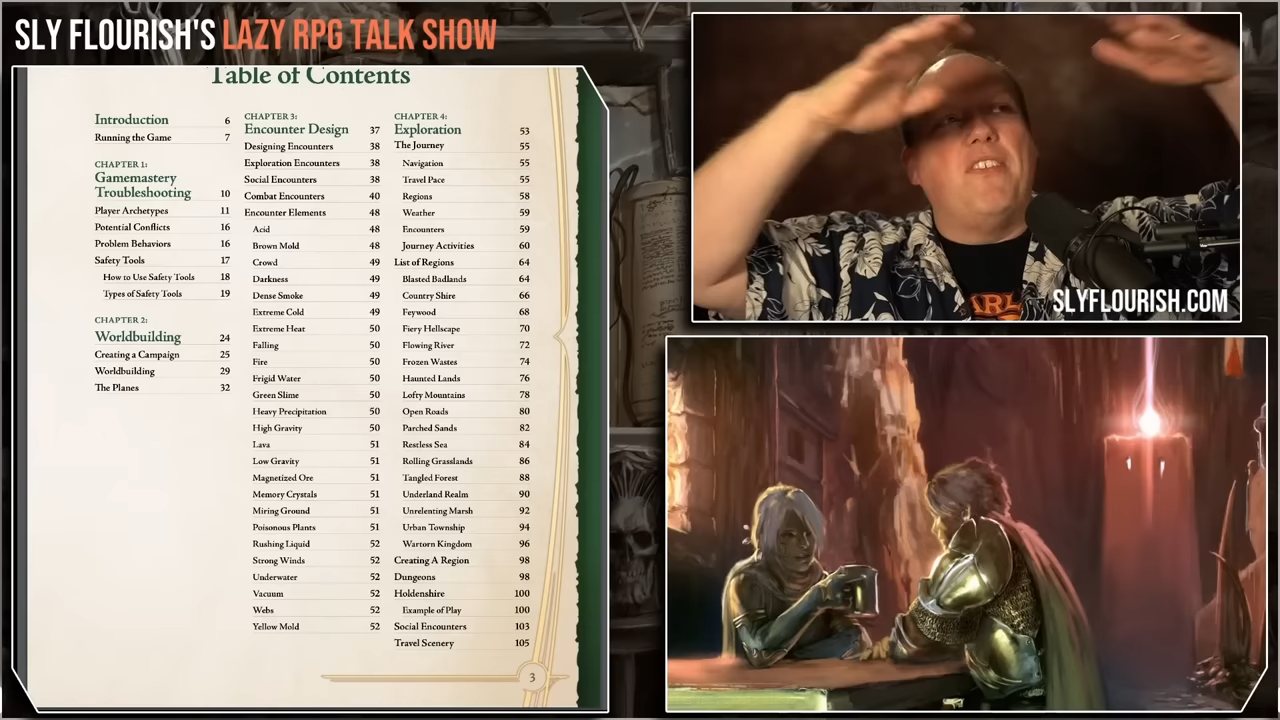 SLY FLOURISH'S LAZY RPG TALK SHOW
Table of Contents
Introduction 6
Running the Game 7
CHAPTER 1:
Gamemastery
Troubleshooting 10
Player Archetypes 11
Potential Conflicts 16
Problem Behaviors 16
Safety Tools 17
How to Use Safety Tools 18
Types of Safety Tools 19
CHAPTER 2:
Worldbuilding 24
Creating a Campaign 25
Worldbuilding 29
The Planes 32
CHAPTER 3:
Encounter Design 37
Designing Encounters 38
Exploration Encounters 38
Social Encounters 38
Combat Encounters 40
Encounter Elements 48
Acid 48
Brown Mold 48
Crowd 49
Darkness 49
Dense Smoke 49
Extreme Cold 49
Extreme Heat 50
Falling 50
Fire 50
Frigid Water 50
Green Slime 50
Heavy Precipitation 50
High Gravity 50
Lava 51
Low Gravity 51
Magnetized Ore 51
Memory Crystals 51
Miring Ground 51
Poisonous Plants 51
Rushing Liquid 52
Strong Winds 52
Underwater 52
Vacuum 52
Webs 52
Yellow Mold 52
CHAPTER 4:
Exploration 53
The Journey 55
Navigation 55
Travel Pace 55
Regions 58
Weather 59
Encounters 59
Journey Activities 60
List of Regions 64
Blasted Badlands 64
Country Shire 66
Feywood 68
Fiery Hellscape 70
Flowing River 72
Frozen Wastes 74
Haunted Lands 76
Lofty Mountains 78
Open Roads 80
Parched Sands 82
Restless Sea 84
Rolling Grasslands 86
Tangled Forest 88
Underland Realm 90
Unrelenting Marsh 92
Urban Township 94
Wartorn Kingdom 96
Creating A Region 98
Dungeons 98
Holdenshire 100
Example of Play 100
Social Encounters 103
Travel Scenery 105
3
SLYFLOURISH.COM